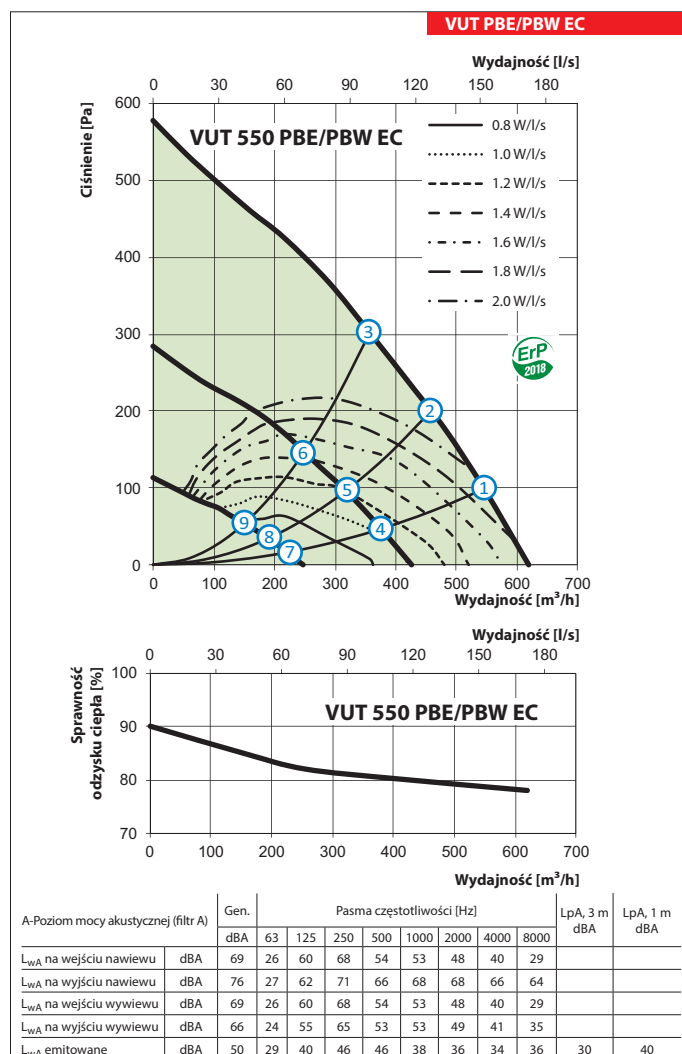 VUT PBE/PBW EC
Wydajność [l/s]
0 30 60 90 120 150 180
600
500
400
300
200
100
0
Ciśnienie [Pa]
VUT 550 PBE/PBW EC
0.8 W/l/s
1.0 W/l/s
1.2 W/l/s
1.4 W/l/s
1.6 W/l/s
1.8 W/l/s
2.0 W/l/s
ErP
2018
3
2
1
6
5
4
9
8
7
0 100 200 300 400 500 600 700
Wydajność [m³/h]
Wydajność [l/s]
0 30 60 90 120 150 180
100
90
80
70
Sprawność
odzysku ciepła [%]
VUT 550 PBE/PBW EC
0 100 200 300 400 500 600 700
Wydajność [m³/h]
A-Poziom mocy akustycznej (filtr A) Gen. Pasma częstotliwości [Hz] LpA, 3 m dBA LpA, 1 m dBA
dBA 63 125 250 500 1000 2000 4000 8000
LwA na wejściu nawiewu dBA 69 26 60 68 54 53 48 40 29
LwA na wyjściu nawiewu dBA 76 27 62 71 66 68 68 66 64
LwA na wejściu wywiewu dBA 69 26 60 68 54 53 48 40 29
LwA na wyjściu wywiewu dBA 66 24 55 65 53 53 49 41 35
LwA emitowane dBA 50 29 40 46 46 38 36 34 36 30 40